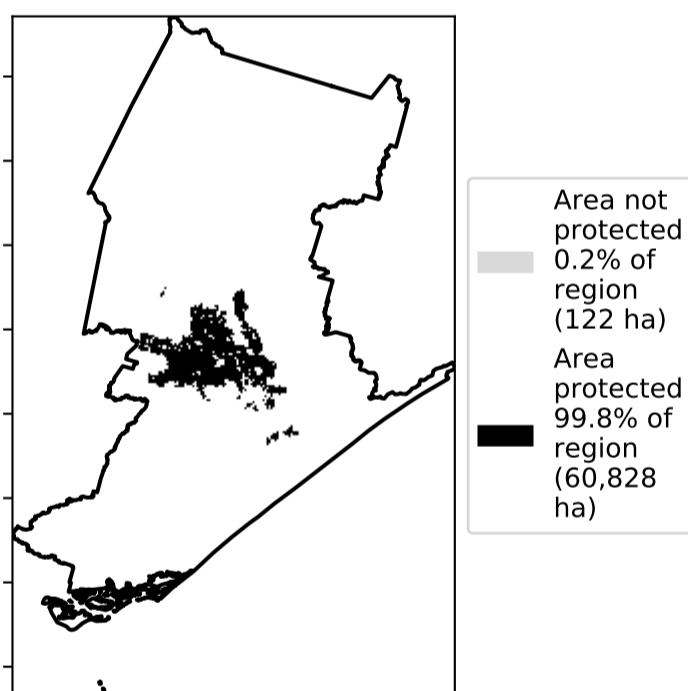 Area not
protected
0.2% of
region
(122 ha)
Area
protected
99.8% of
region
(60,828
ha)